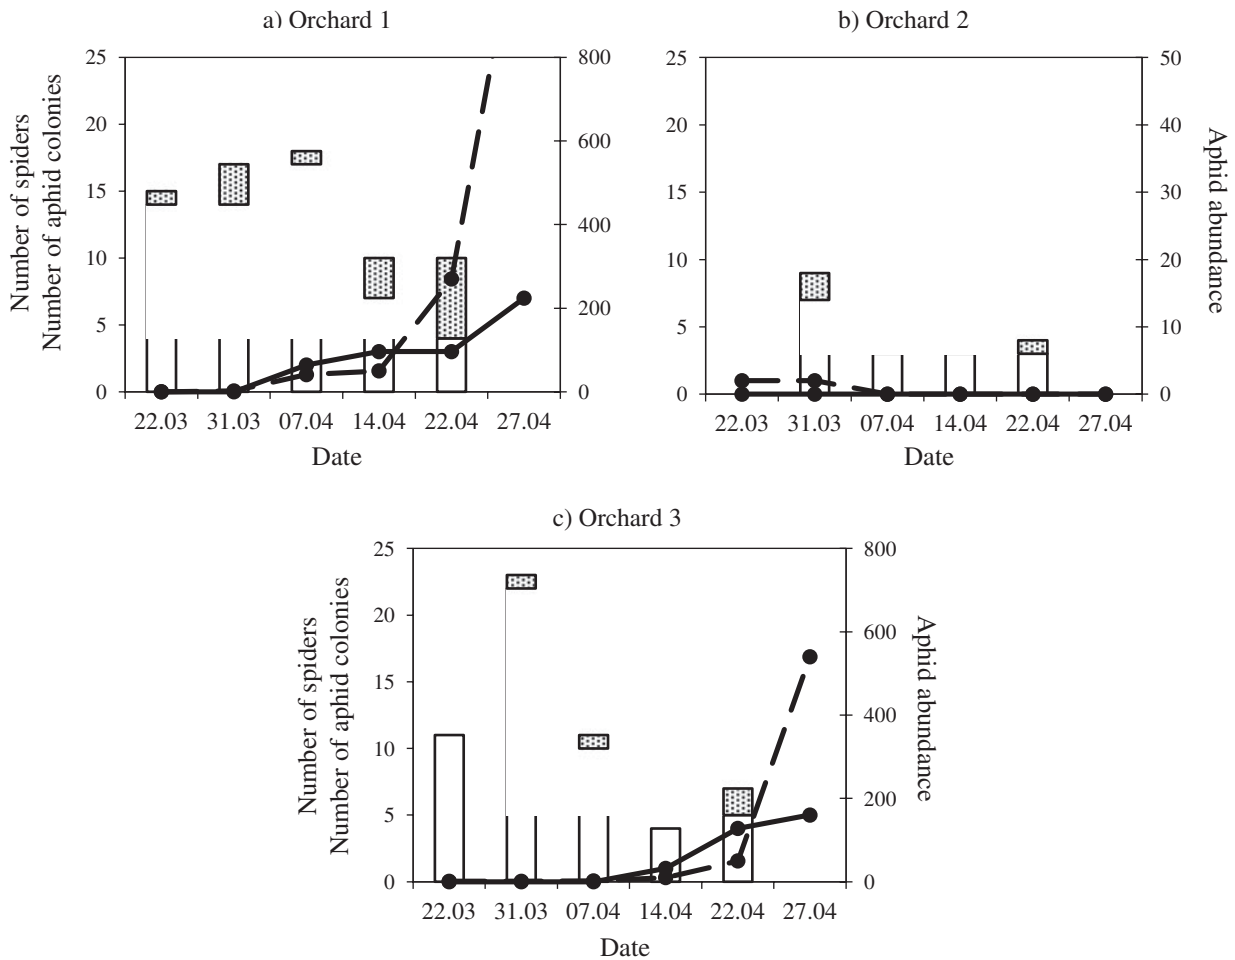 a) Orchard 1
Number of spiders
Number of aphid colonies
25
20
15
10
5
0
800
600
400
200
0
22.03 31.03 07.04 14.04 22.04 27.04
Date
b) Orchard 2
25
20
15
10
5
0
50
40
30
20
10
0
Aphid abundance
22.03 31.03 07.04 14.04 22.04 27.04
Date
c) Orchard 3
Number of spiders
Number of aphid colonies
25
20
15
10
5
0
800
600
400
200
0
Aphid abundance
22.03 31.03 07.04 14.04 22.04 27.04
Date